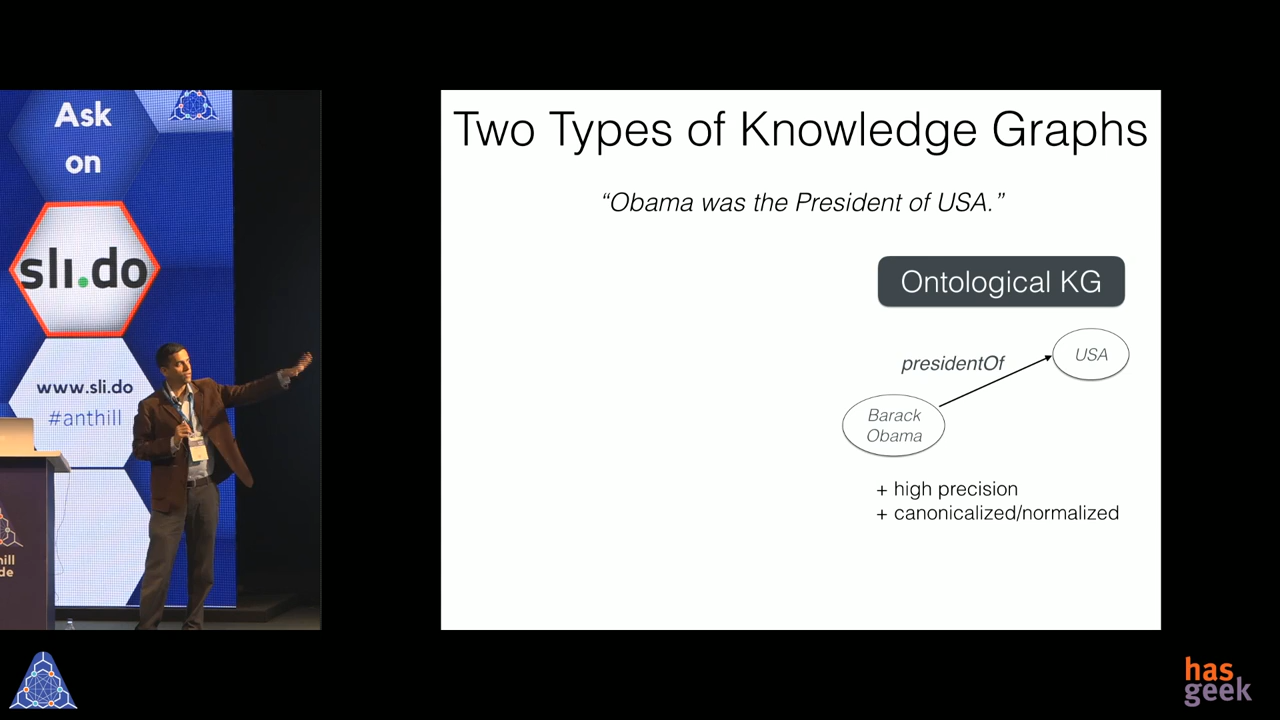 Ask
on
sli.do
www.sli.do
#anthill
Two Types of Knowledge Graphs
“Obama was the President of USA.”
Ontological KG
presidentOf
USA
Barack
Obama
+ high precision
+ canonicalized/normalized
has
geek